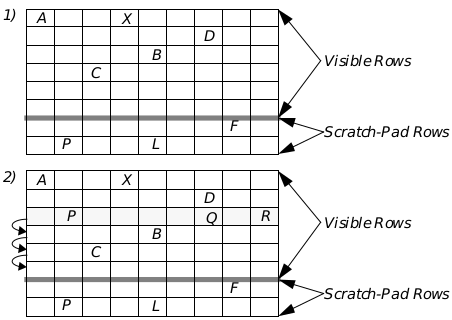 1)
A X
D
B
Visible Rows
C
F
Scratch-Pad Rows
P L
2)
A X
D
P Q R
Visible Rows
B
C
F
Scratch-Pad Rows
P L